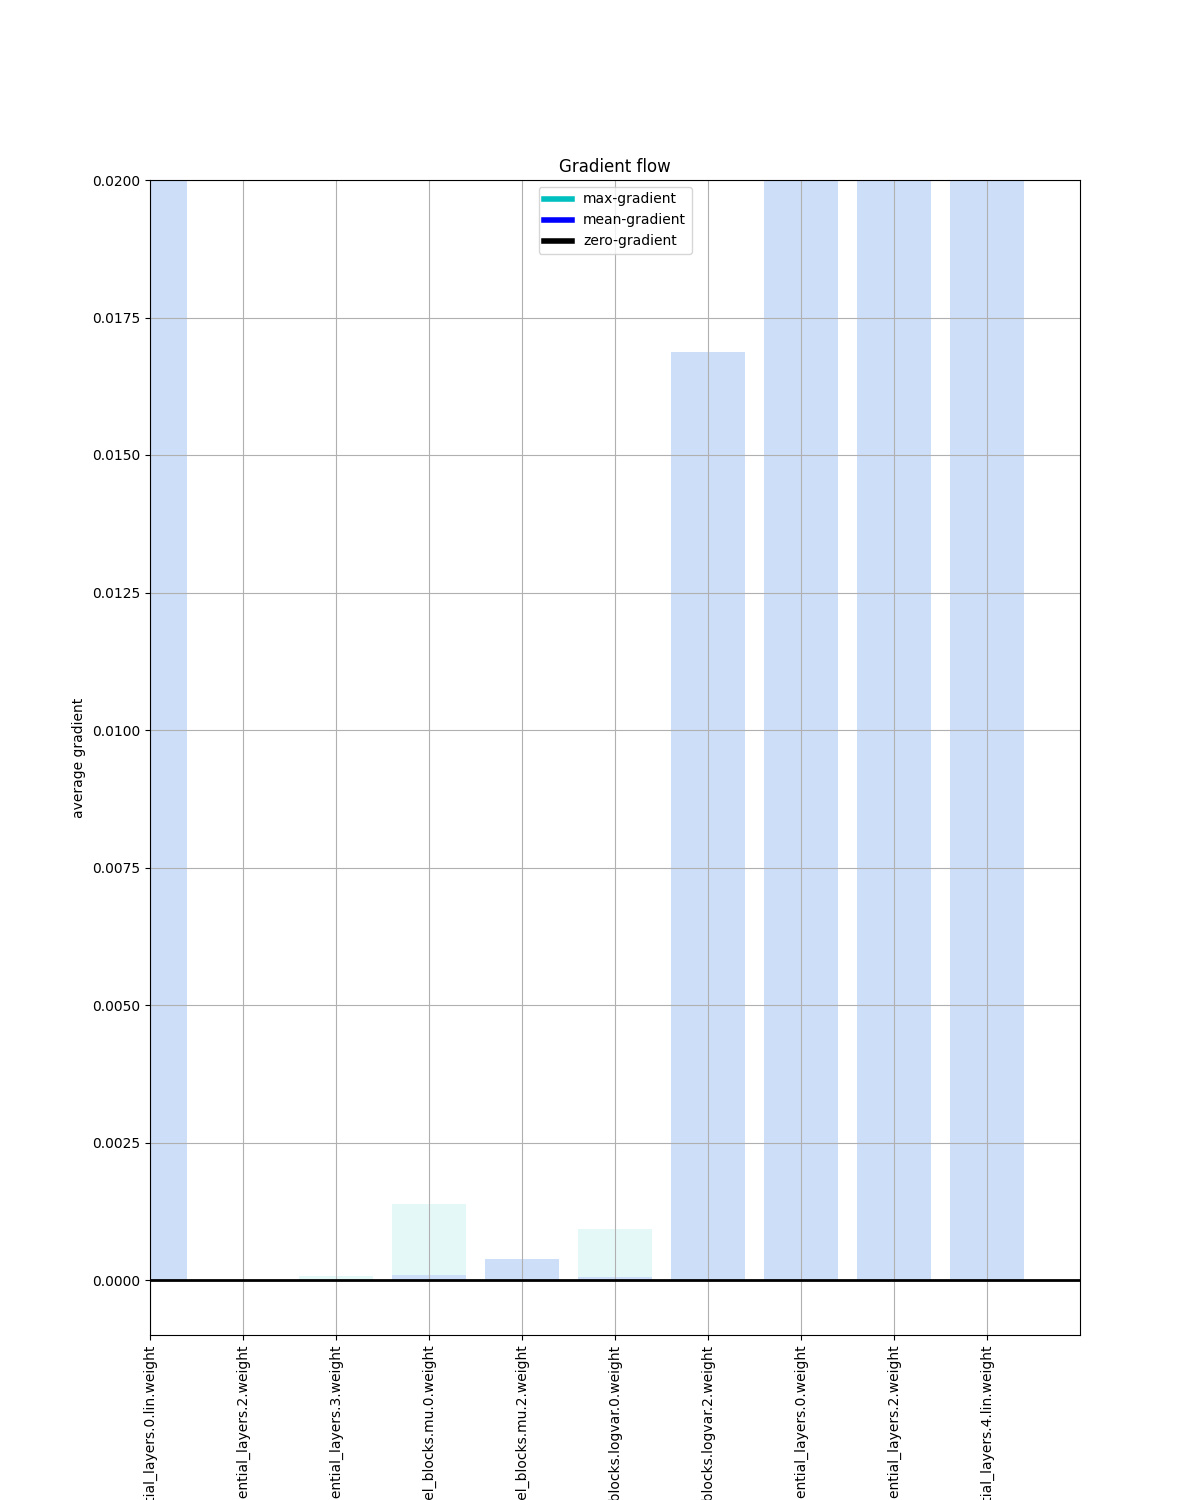 Gradient flow
max-gradient
mean-gradient
zero-gradient
0.0200
0.0175
0.0150
0.0125
0.0100
0.0075
0.0050
0.0025
0.0000
average gradient
tial_layers.0.lin.weight
ential_layers.2.weight
ential_layers.3.weight
el_blocks.mu.0.weight
el_blocks.mu.2.weight
blocks.logvar.0.weight
blocks.logvar.2.weight
ential_layers.0.weight
ential_layers.2.weight
tial_layers.4.lin.weight